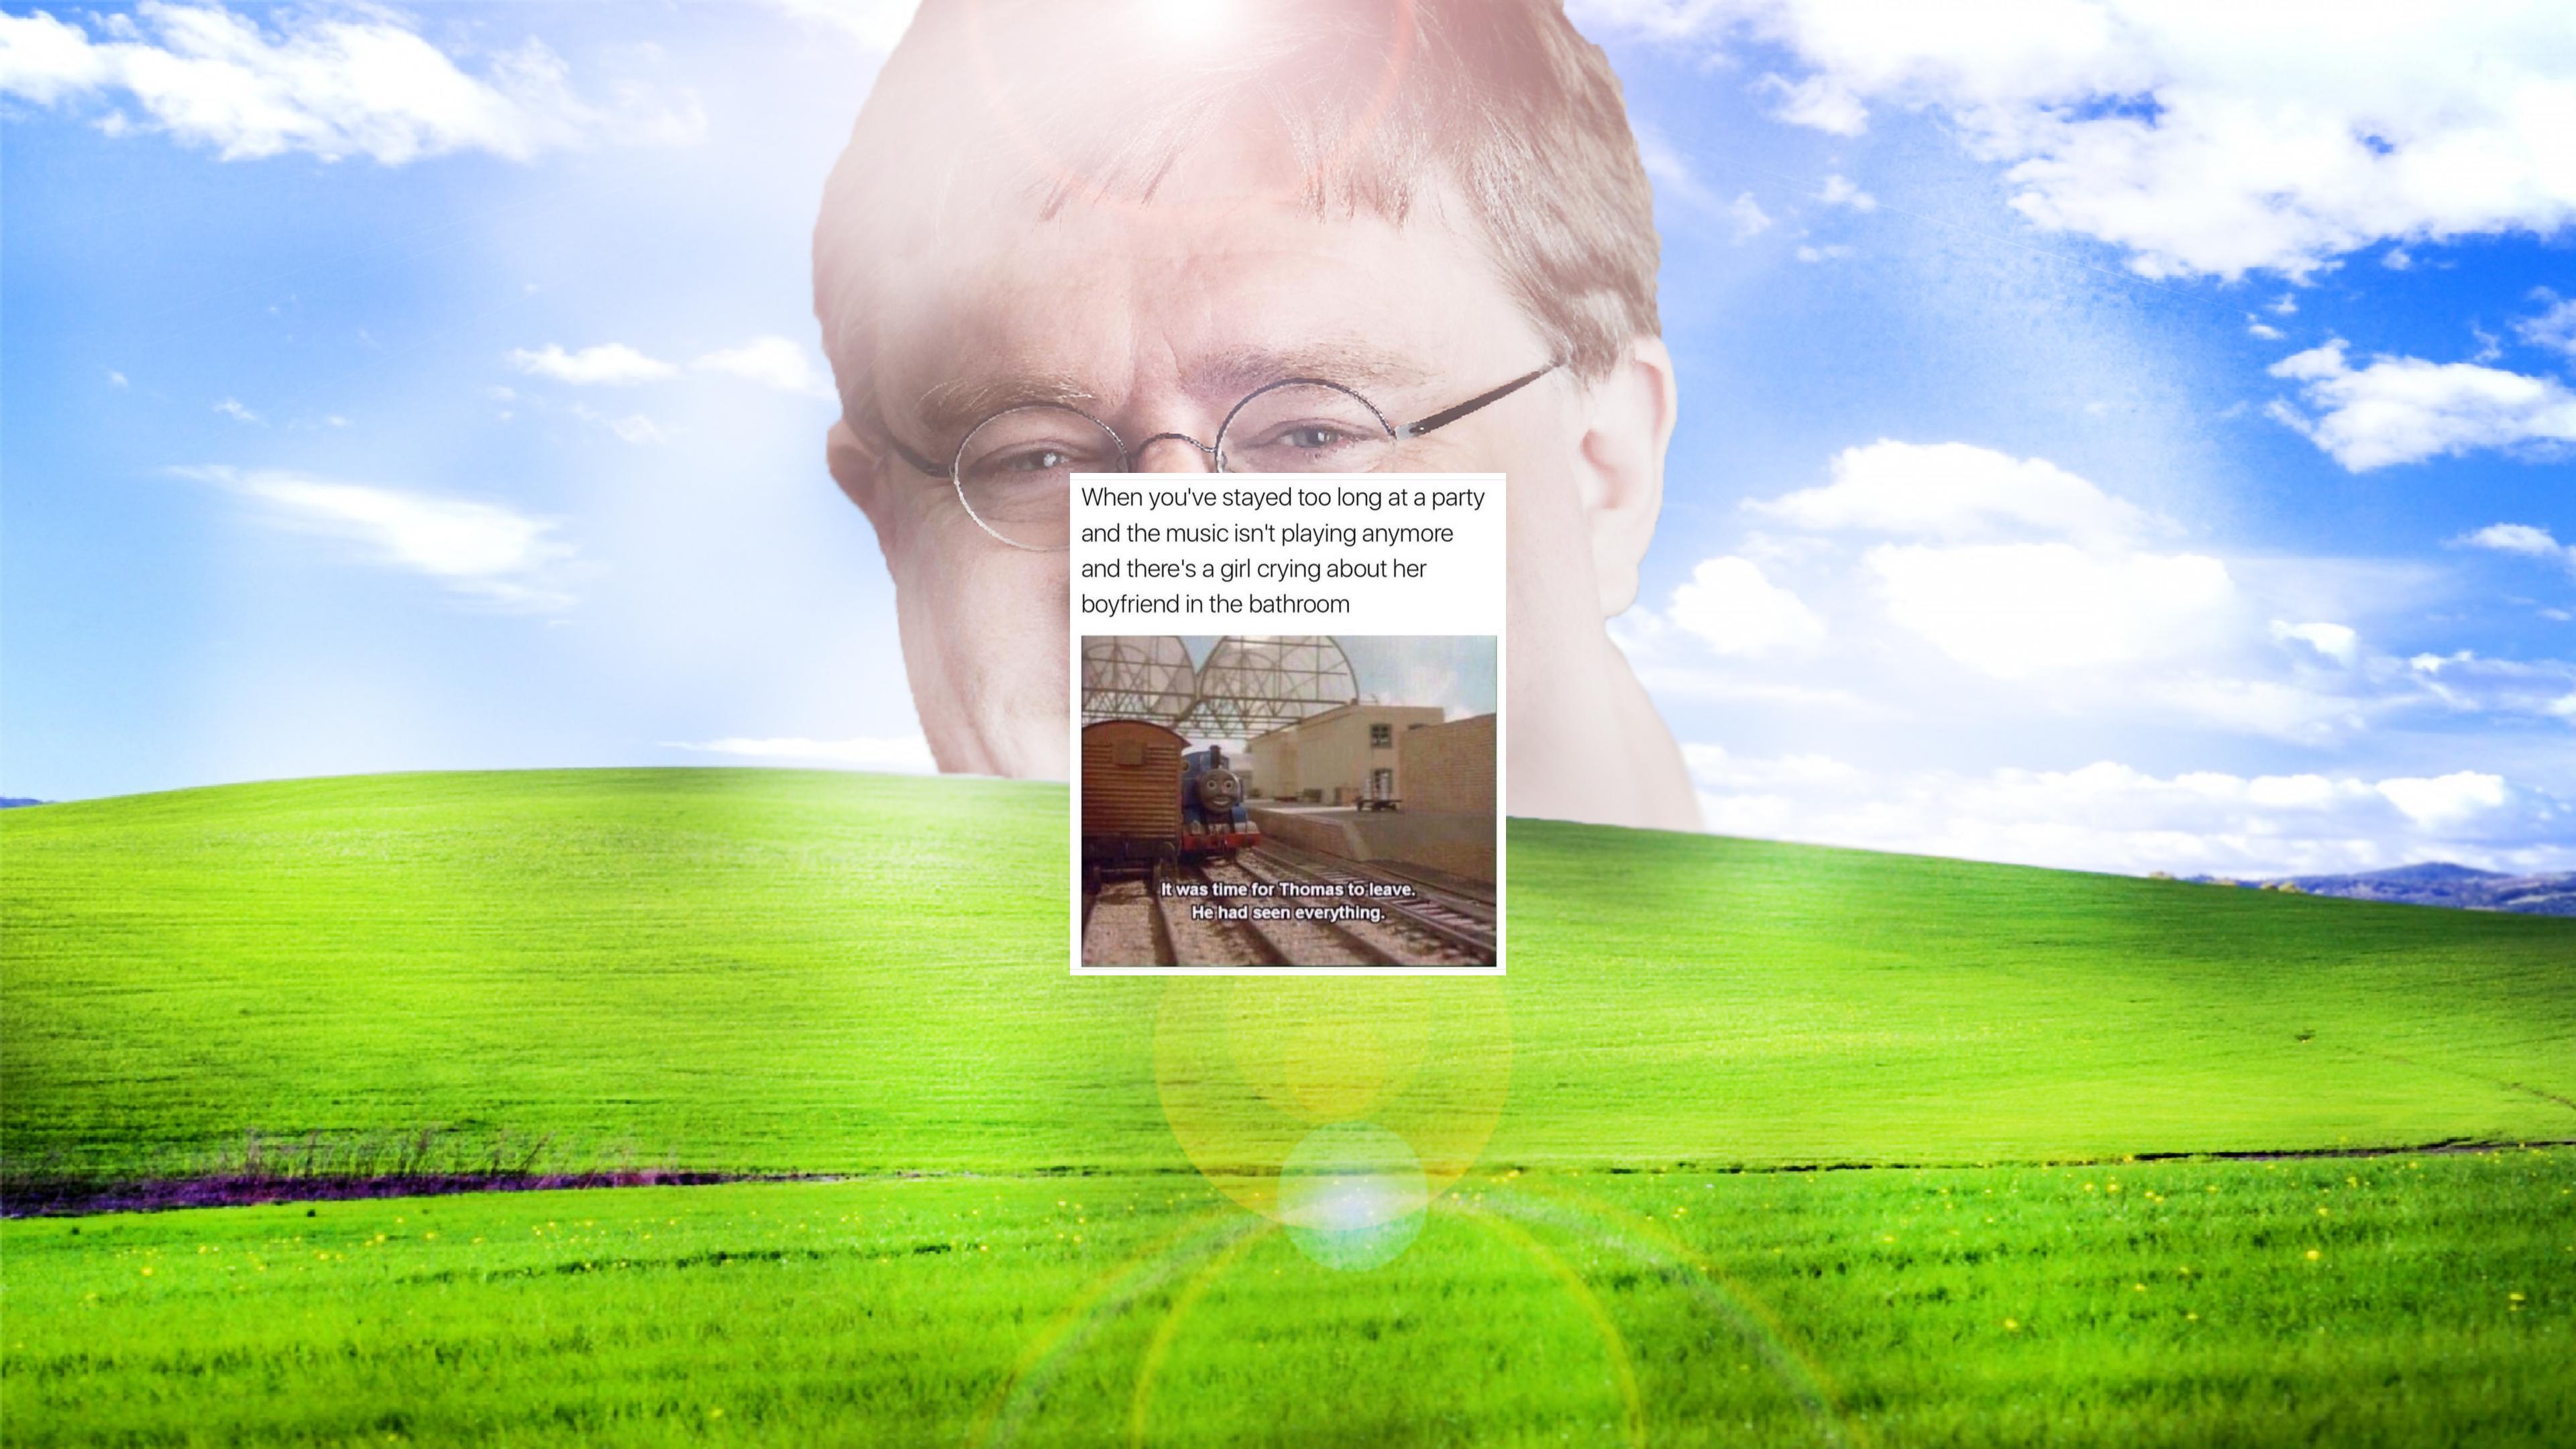 When you've stayed too long at a party
and the music isn't playing anymore
and there's a girl crying about her
boyfriend in the bathroom
It was time for Thomas to leave.
He had seen everything.